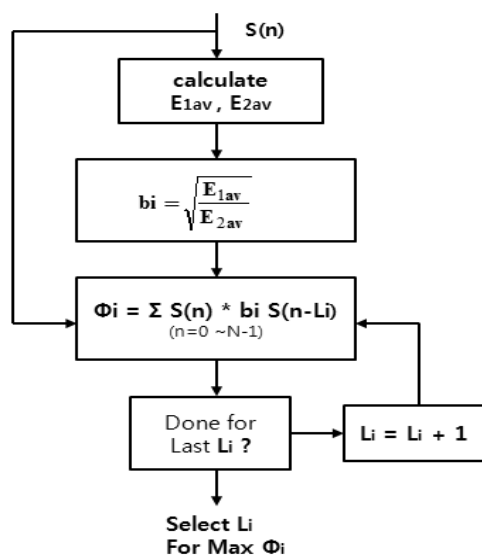 S(n)
calculate
E1av , E2av
bi = √(E1av / E2av)
Φi = Σ S(n) * bi S(n-Li)
(n=0 ~N-1)
Done for
Last Li ?
Li = Li + 1
Select Li
For Max Φi